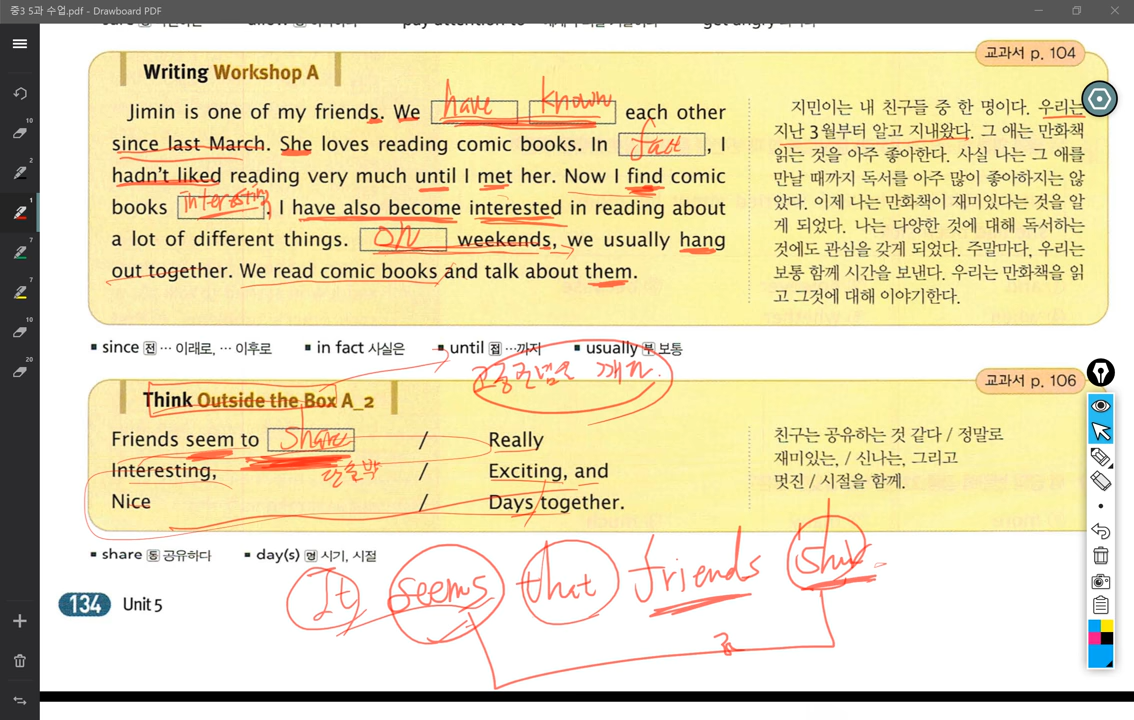 중3 5과 수업.pdf - Drawboard PDF
pay attention to
get angry
교과서 p. 104
Writing Workshop A
Jimin is one of my friends. We have known each other
since last March. She loves reading comic books. In fact, I
hadn't liked reading very much until I met her. Now I find comic
books interesting. I have also become interested in reading about
a lot of different things. on weekends, we usually hang
out together. We read comic books and talk about them.
지민이는 내 친구들 중 한 명이다. 우리는
지난 3월부터 알고 지내왔다. 그 애는 만화책
읽는 것을 아주 좋아한다. 사실 나는 그 애를
만날 때까지 독서를 아주 많이 좋아하지는 않
았다. 이제 나는 만화책이 재미있다는 것을 알
게 되었다. 나는 다양한 것에 대해 독서하는
것에도 관심을 갖게 되었다. 주말마다, 우리는
보통 함께 시간을 보낸다. 우리는 만화책을 읽
고 그것에 대해 이야기한다.
▪ since 전 … 이래로, … 이후로 ▪ in fact 사실은 ▪ until 접 …까지 ▪ usually 부 보통
고정관념을 깨다.
교과서 p. 106
Think Outside the Box A_2
Friends seem to share / Really
Interesting, / Exciting, and
Nice / Days together.
친구는 공유하는 것 같다 / 정말로
재미있는, / 신나는, 그리고
멋진 / 시절을 함께.
▪ share 동 공유하다 ▪ day(s) 명 시기, 시절
It seems that friends
134 Unit 5